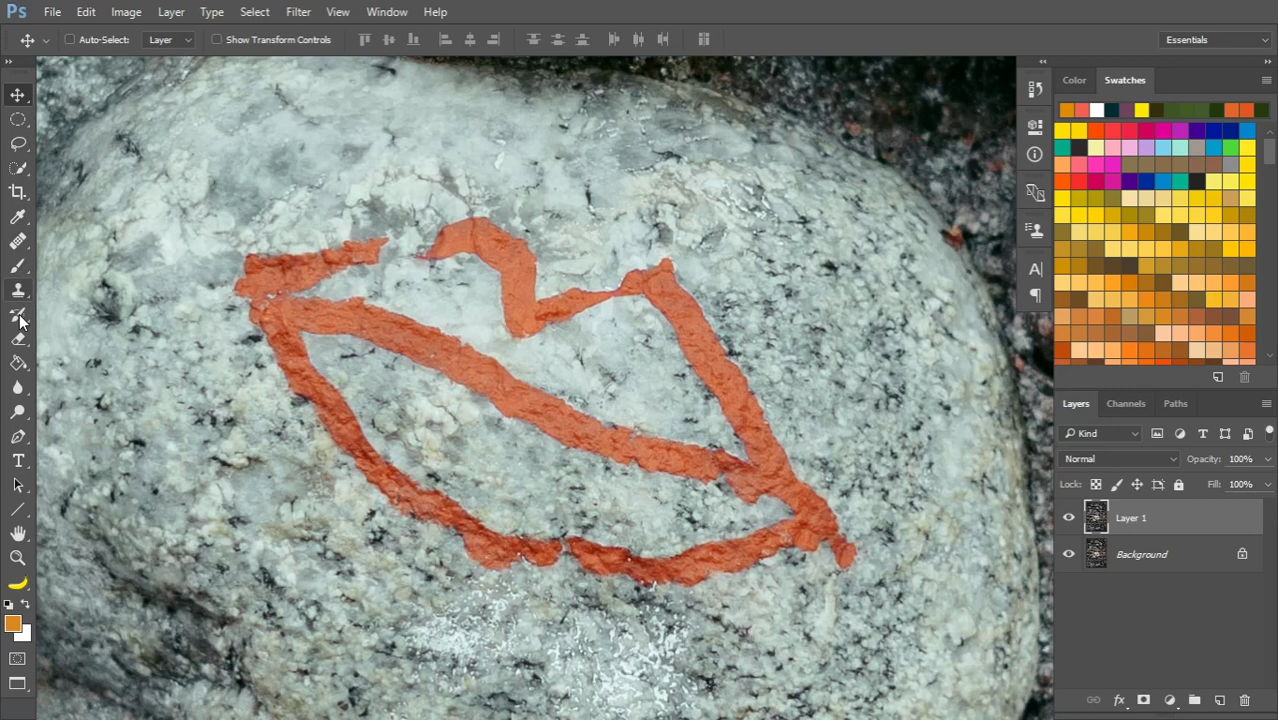 Ps File Edit Image Layer Type Select Filter View Window Help
Auto-Select: Layer Show Transform Controls Essentials
Color Swatches
Layers Channels Paths
Kind
Normal Opacity: 100%
Lock: Fill: 100%
Layer 1
Background